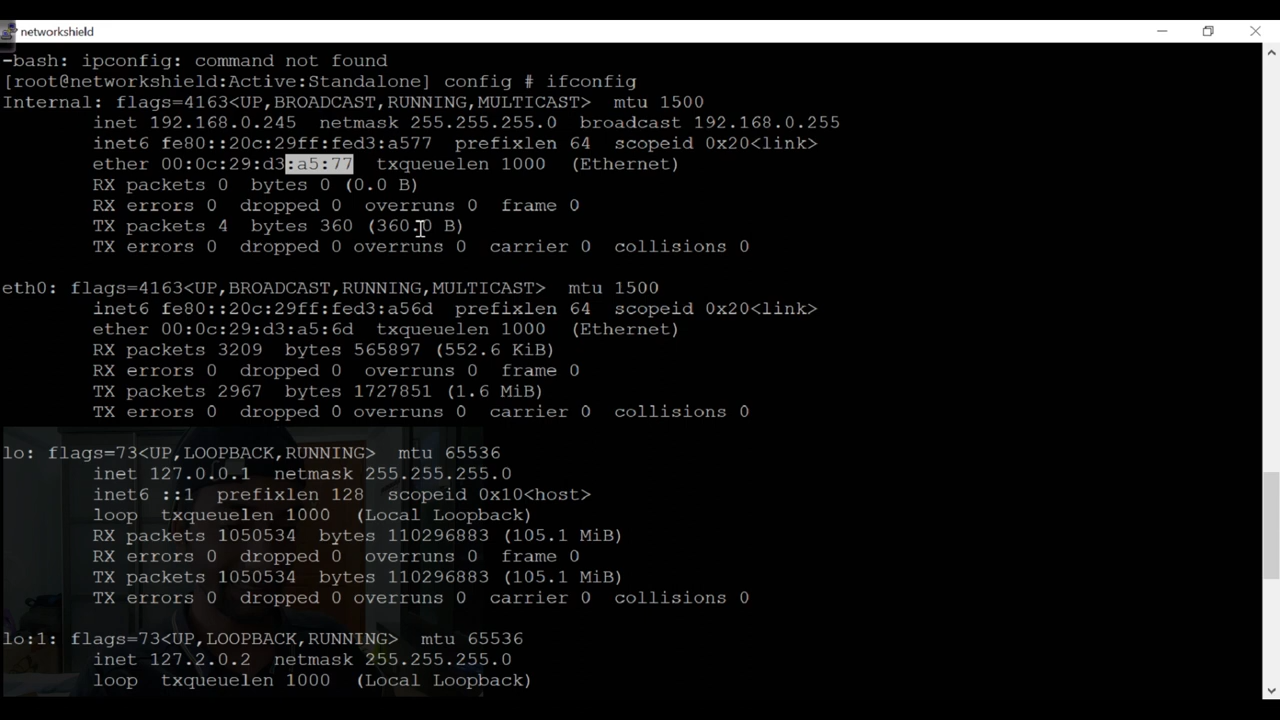 networkshield
-bash: ipconfig: command not found
[root@networkshield:Active:Standalone] config # ifconfig
Internal: flags=4163<UP,BROADCAST,RUNNING,MULTICAST>  mtu 1500
        inet 192.168.0.245  netmask 255.255.255.0  broadcast 192.168.0.255
        inet6 fe80::20c:29ff:fed3:a577  prefixlen 64  scopeid 0x20<link>
        ether 00:0c:29:d3:a5:77  txqueuelen 1000  (Ethernet)
        RX packets 0  bytes 0 (0.0 B)
        RX errors 0  dropped 0  overruns 0  frame 0
        TX packets 4  bytes 360 (360.0 B)
        TX errors 0  dropped 0 overruns 0  carrier 0  collisions 0
eth0: flags=4163<UP,BROADCAST,RUNNING,MULTICAST>  mtu 1500
        inet6 fe80::20c:29ff:fed3:a56d  prefixlen 64  scopeid 0x20<link>
        ether 00:0c:29:d3:a5:6d  txqueuelen 1000  (Ethernet)
        RX packets 3209  bytes 565897 (552.6 KiB)
        RX errors 0  dropped 0  overruns 0  frame 0
        TX packets 2967  bytes 1727851 (1.6 MiB)
        TX errors 0  dropped 0 overruns 0  carrier 0  collisions 0
lo: flags=73<UP,LOOPBACK,RUNNING>  mtu 65536
        inet 127.0.0.1  netmask 255.255.255.0
        inet6 ::1  prefixlen 128  scopeid 0x10<host>
        loop  txqueuelen 1000  (Local Loopback)
        RX packets 1050534  bytes 110296883 (105.1 MiB)
        RX errors 0  dropped 0  overruns 0  frame 0
        TX packets 1050534  bytes 110296883 (105.1 MiB)
        TX errors 0  dropped 0 overruns 0  carrier 0  collisions 0
lo:1: flags=73<UP,LOOPBACK,RUNNING>  mtu 65536
        inet 127.2.0.2  netmask 255.255.255.0
        loop  txqueuelen 1000  (Local Loopback)